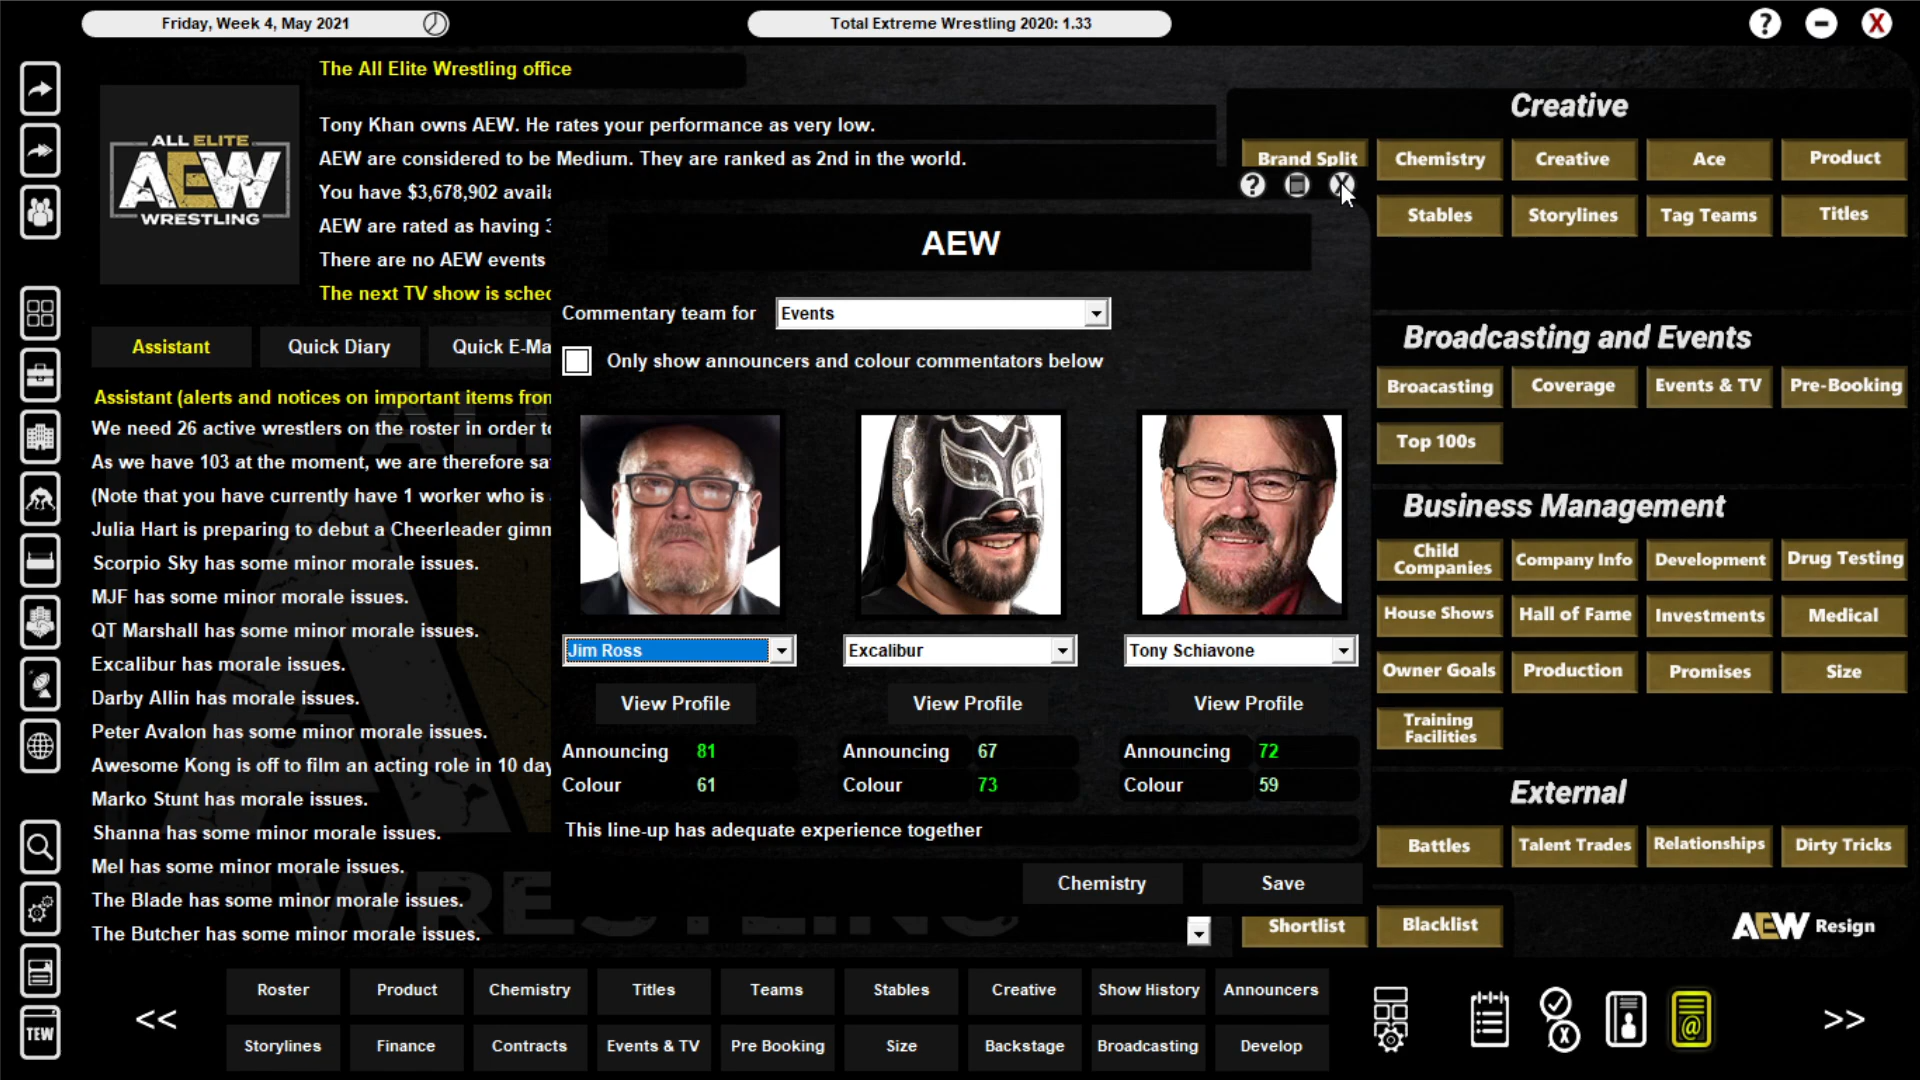 Friday, Week 4, May 2021
Total Extreme Wrestling 2020: 1.33
?
X
The All Elite Wrestling office
ALL ELITE
AEW
WRESTLING
Tony Khan owns AEW. He rates your performance as very low.
AEW are considered to be Medium. They are ranked as 2nd in the world.
You have $3,678,902 availa
AEW are rated as having 3
There are no AEW events
The next TV show is sched
Assistant
Quick Diary
Quick E-Ma
Assistant (alerts and notices on important items from
We need 26 active wrestlers on the roster in order to
As we have 103 at the moment, we are therefore sa
(Note that you have currently have 1 worker who is
Julia Hart is preparing to debut a Cheerleader gimm
Scorpio Sky has some minor morale issues.
MJF has some minor morale issues.
QT Marshall has some minor morale issues.
Excalibur has morale issues.
Darby Allin has morale issues.
Peter Avalon has some minor morale issues.
Awesome Kong is off to film an acting role in 10 day
Marko Stunt has morale issues.
Shanna has some minor morale issues.
Mel has some minor morale issues.
The Blade has some minor morale issues.
The Butcher has some minor morale issues.
?
X
AEW
Commentary team for
Events
Only show announcers and colour commentators below
Jim Ross
Excalibur
Tony Schiavone
View Profile
View Profile
View Profile
Announcing 81
Announcing 67
Announcing 72
Colour 61
Colour 73
Colour 59
This line-up has adequate experience together
Chemistry
Save
Creative
Brand Split
Chemistry
Creative
Ace
Product
Stables
Storylines
Tag Teams
Titles
Broadcasting and Events
Broacasting
Coverage
Events & TV
Pre-Booking
Top 100s
Business Management
Child
Companies
Company Info
Development
Drug Testing
House Shows
Hall of Fame
Investments
Medical
Owner Goals
Production
Promises
Size
Training
Facilities
External
Battles
Talent Trades
Relationships
Dirty Tricks
Shortlist
Blacklist
AEW Resign
WRESTLING
TEW
<<
Roster
Product
Chemistry
Titles
Teams
Stables
Creative
Show History
Announcers
Storylines
Finance
Contracts
Events & TV
Pre Booking
Size
Backstage
Broadcasting
Develop
@
>>